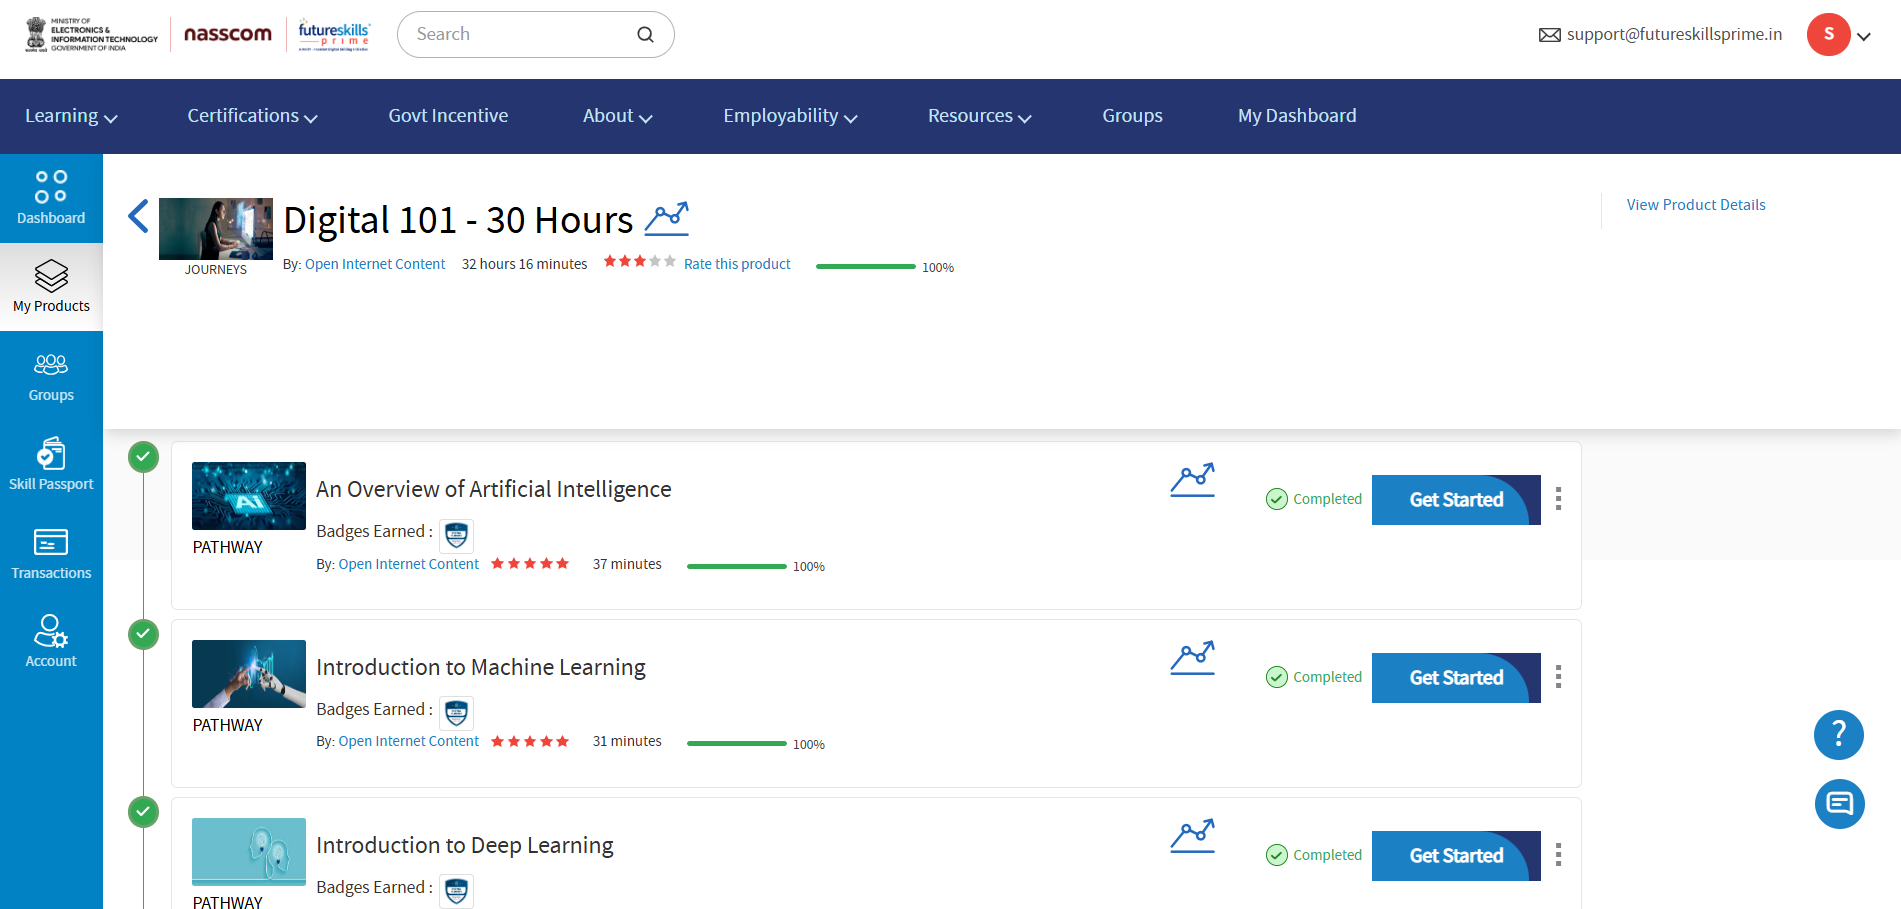 MINISTRY OF
ELECTRONICS &
INFORMATION TECHNOLOGY
GOVERNMENT OF INDIA
nasscom
futureskills
prime
Search
support@futureskillsprime.in
S
Learning
Certifications
Govt Incentive
About
Employability
Resources
Groups
My Dashboard
Dashboard
My Products
Groups
Skill Passport
Transactions
Account
JOURNEYS
Digital 101 - 30 Hours
By: Open Internet Content 32 hours 16 minutes Rate this product 100%
View Product Details
PATHWAY
An Overview of Artificial Intelligence
Badges Earned :
By: Open Internet Content 37 minutes 100%
Completed
Get Started
PATHWAY
Introduction to Machine Learning
Badges Earned :
By: Open Internet Content 31 minutes 100%
Completed
Get Started
PATHWAY
Introduction to Deep Learning
Badges Earned :
Completed
Get Started
?